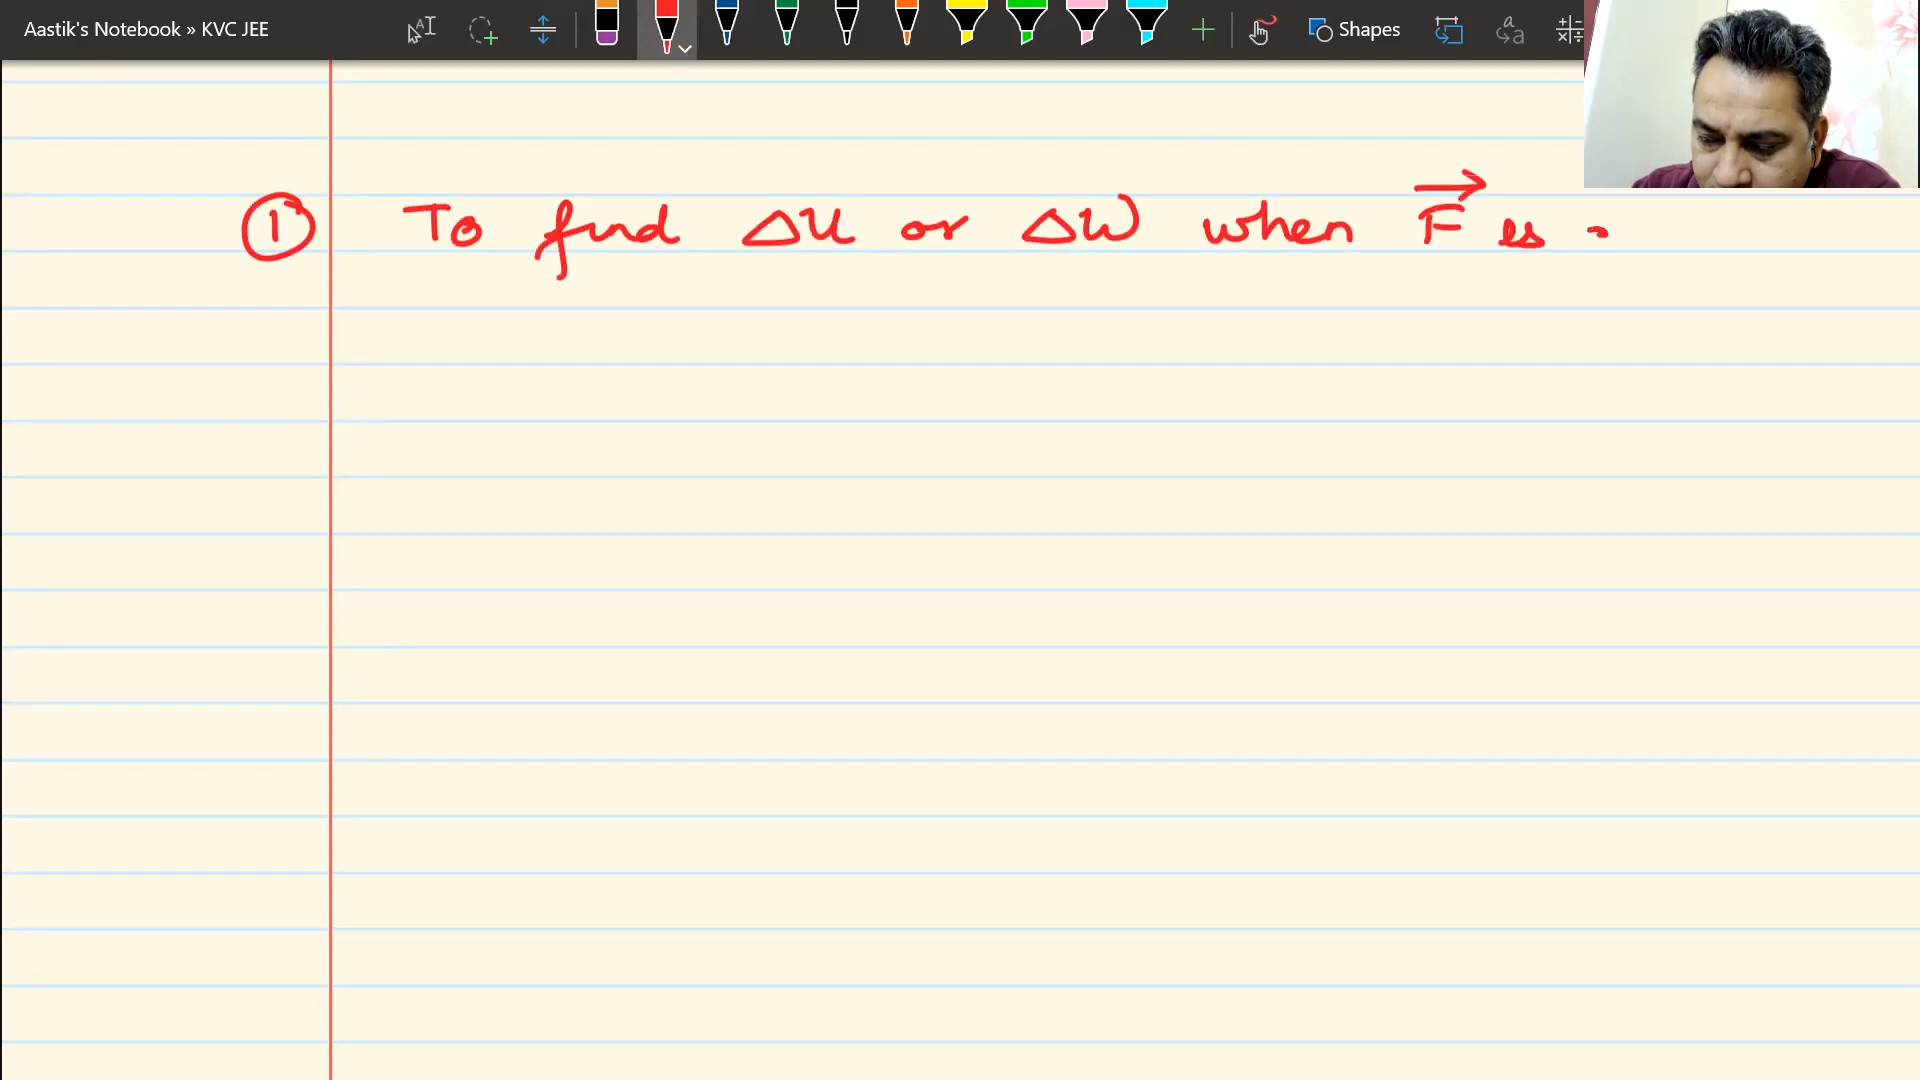 Aastik's Notebook » KVC JEE
Shapes
① To find ΔU or ΔW when F⃗ is